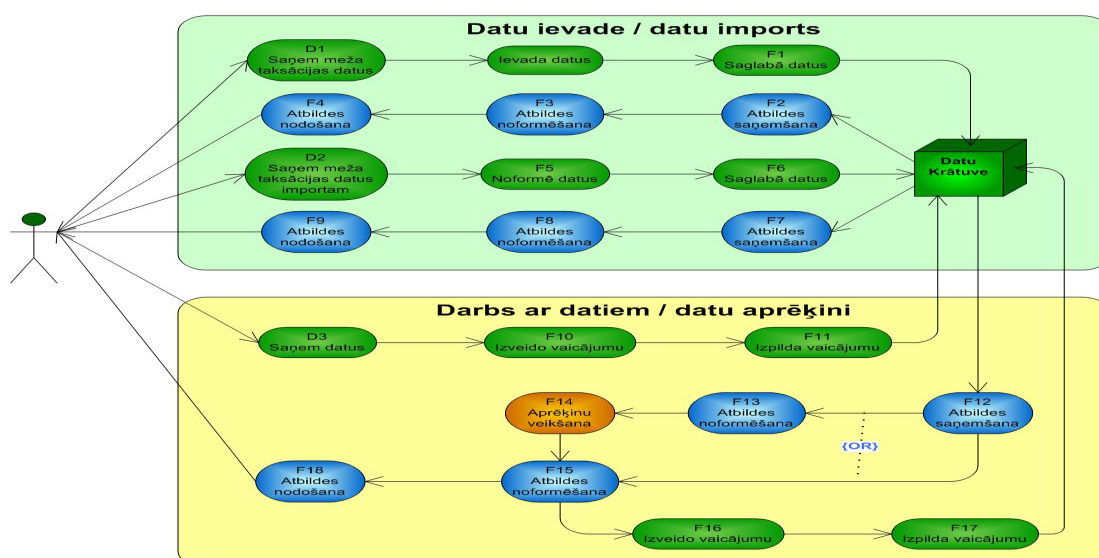 Datu ievade / datu imports
D1
Saņem meža
taksācijas datus
Ievada datus
F1
Saglabā datus
F4
Atbildes
nodošana
F3
Atbildes
noformēšana
F2
Atbildes
saņemšana
Datu
Krātuve
D2
Saņem meža
taksācijas datus
importam
F5
Noformē datus
F6
Saglabā datus
F9
Atbildes
nodošana
F8
Atbildes
noformēšana
F7
Atbildes
saņemšana
Darbs ar datiem / datu aprēķini
D3
Saņem datus
F10
Izveido vaicājumu
F11
Izpilda vaicājumu
F14
Aprēķinu
veikšana
F13
Atbildes
noformēšana
F12
Atbildes
saņemšana
{OR}
F18
Atbildes
nodošana
F15
Atbildes
noformēšana
F16
Izveido vaicājumu
F17
Izpilda vaicājumu